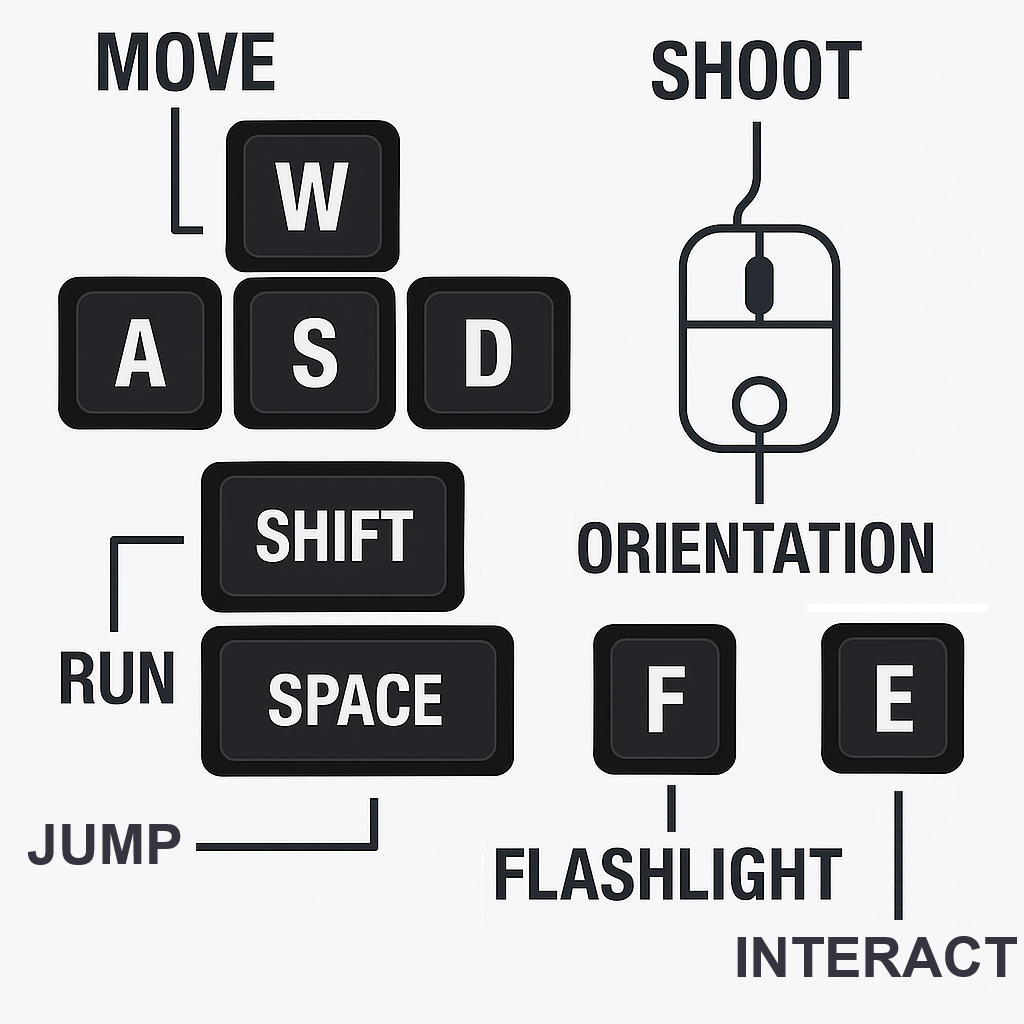 MOVE
SHOOT
W
A S D
SHIFT
ORIENTATION
RUN
SPACE
F E
JUMP
FLASHLIGHT
INTERACT